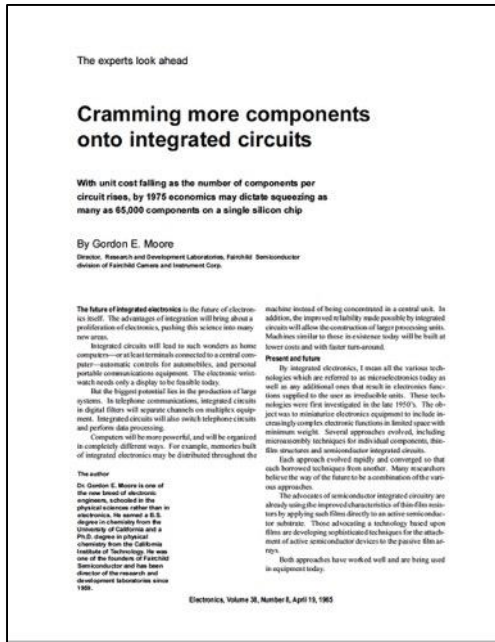 The experts look ahead
Cramming more components
onto integrated circuits
With unit cost falling as the number of components per
circuit rises, by 1975 economics may dictate squeezing as
many as 65,000 components on a single silicon chip
By Gordon E. Moore
Director, Research and Development Laboratories, Fairchild Semiconductor
division of Fairchild Camera and Instrument Corp.
The future of integrated electronics is the future of electron-
ics itself. The advantages of integration will bring about a
proliferation of electronics, pushing this science into many
new areas.
Integrated circuits will lead to such wonders as home
computers—or at least terminals connected to a central com-
puter—automatic controls for automobiles, and personal
portable communications equipment. The electronic wrist-
watch needs only a display to be feasible today.
But the biggest potential lies in the production of large
systems. In telephone communications, integrated circuits
in digital filters will separate channels on multiplex equip-
ment. Integrated circuits will also switch telephone circuits
and perform data processing.
Computers will be more powerful, and will be organized
in completely different ways. For example, memories built
of integrated electronics may be distributed throughout the
The author
Dr. Gordon E. Moore is one of
the new breed of electronic
engineers, schooled in the
physical sciences rather than in
electronics. He earned a B.S.
degree in chemistry from the
University of California and a
Ph.D. degree in physical
chemistry from the California
Institute of Technology. He was
one of the founders of Fairchild
Semiconductor and has been
director of the research and
development laboratories since
1959.
machine instead of being concentrated in a central unit. In
addition, the improved reliability made possible by integrated
circuits will allow the construction of larger processing units.
Machines similar to those in existence today will be built at
lower costs and with faster turn-around.
Present and future
By integrated electronics, I mean all the various tech-
nologies which are referred to as microelectronics today as
well as any additional ones that result in electronics func-
tions supplied to the user as irreducible units. These tech-
nologies were first investigated in the late 1950's. The ob-
ject was to miniaturize electronics equipment to include in-
creasingly complex electronic functions in limited space with
minimum weight. Several approaches evolved, including
microassembly techniques for individual components, thin-
film structures and semiconductor integrated circuits.
Each approach evolved rapidly and converged so that
each borrowed techniques from another. Many researchers
believe the way of the future to be a combination of the vari-
ous approaches.
The advocates of semiconductor integrated circuitry are
already using the improved characteristics of thin-film resis-
tors by applying such films directly to an active semiconduc-
tor substrate. Those advocating a technology based upon
films are developing sophisticated techniques for the attach-
ment of active semiconductor devices to the passive film ar-
rays.
Both approaches have worked well and are being used
in equipment today.
Electronics, Volume 38, Number 8, April 19, 1965